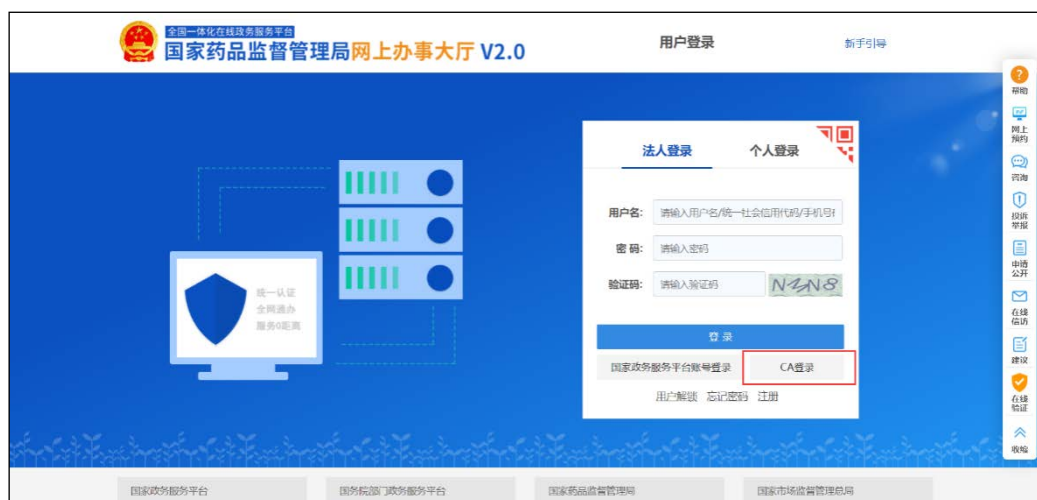 全国一体化在线政务服务平台
国家药品监督管理局网上办事大厅 V2.0
用户登录
新手引导
法人登录
个人登录
用户名:
请输入用户名/统一社会信用代码/手机号
密 码:
请输入密码
验证码:
请输入验证码
登 录
国家政务服务平台账号登录
CA登录
用户解锁 忘记密码 注册
统一认证
全网通办
服务0距离
帮助
网上
预约
咨询
投诉
举报
申请
公开
在线
信访
建议
在线
验证
收缩
国家政务服务平台
国务院部门政务服务平台
国家药品监督管理局
国家市场监督管理总局